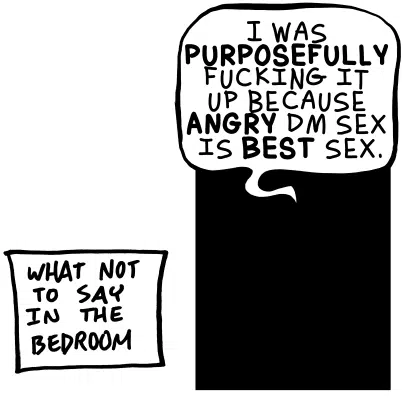 I WAS
PURPOSEFULLY
FUCKING IT
UP BECAUSE
ANGRY DM SEX
IS BEST SEX.
WHAT NOT
TO SAY
IN THE
BEDROOM